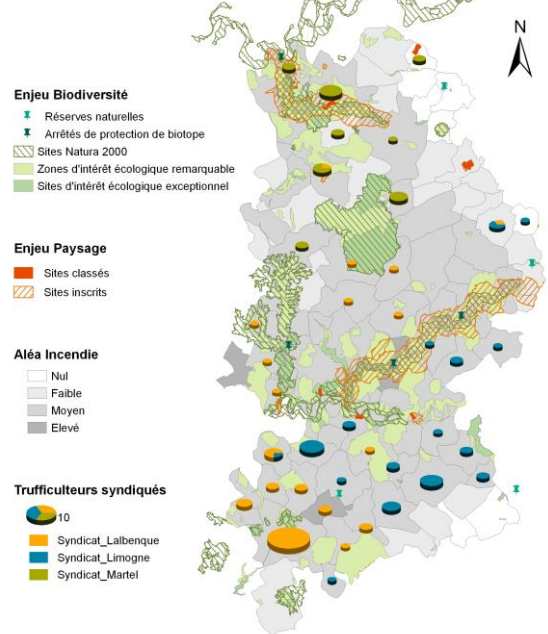 N
Enjeu Biodiversité
Réserves naturelles
Arrêtés de protection de biotope
Sites Natura 2000
Zones d'intérêt écologique remarquable
Sites d'intérêt écologique exceptionnel
Enjeu Paysage
Sites classés
Sites inscrits
Aléa Incendie
Nul
Faible
Moyen
Elevé
Trufficulteurs syndiqués
10
Syndicat_Lalbenque
Syndicat_Limogne
Syndicat_Martel